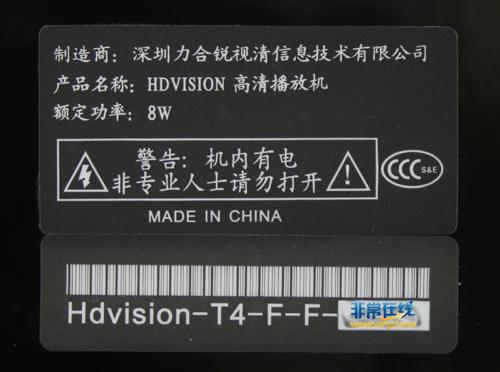 制造商：深圳力合锐视清信息技术有限公司
产品名称：HDVISION 高清播放机
额定功率：8W
警告：机内有电
非专业人士请勿打开
CCC S&E
MADE IN CHINA
Hdvision-T4-F-F-
非常在线